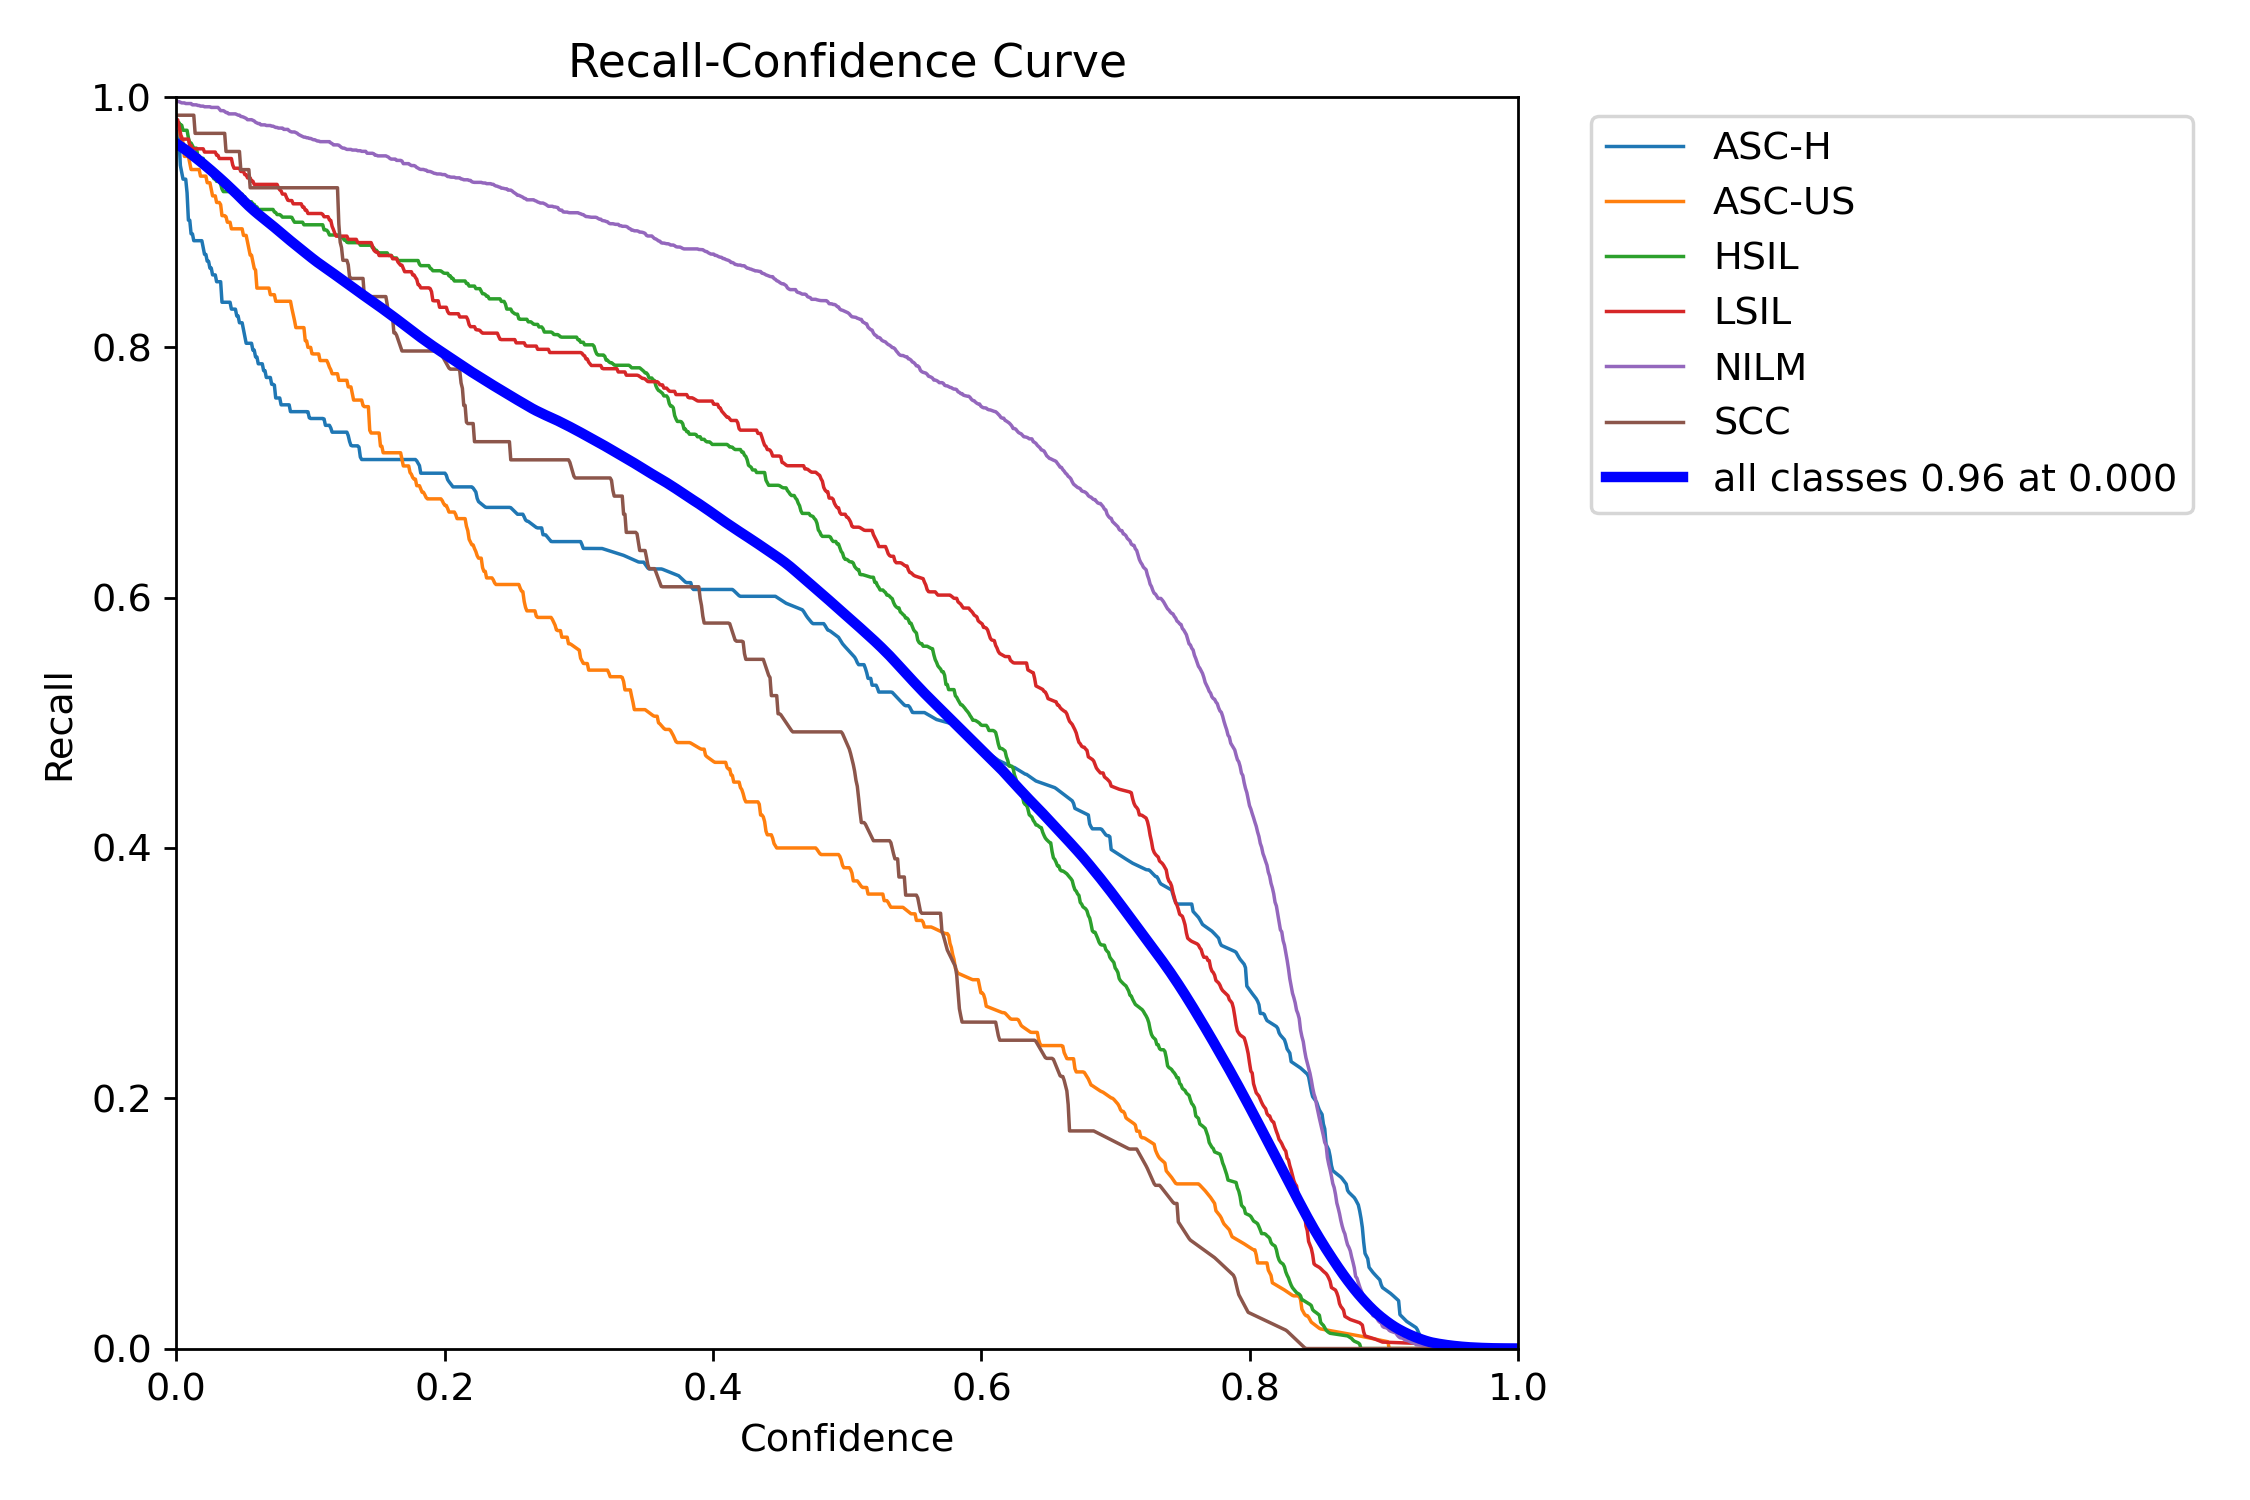 Recall-Confidence Curve
1.0
0.8
0.6
0.4
0.2
0.0
Recall
0.0 0.2 0.4 0.6 0.8 1.0
Confidence
ASC-H
ASC-US
HSIL
LSIL
NILM
SCC
all classes 0.96 at 0.000